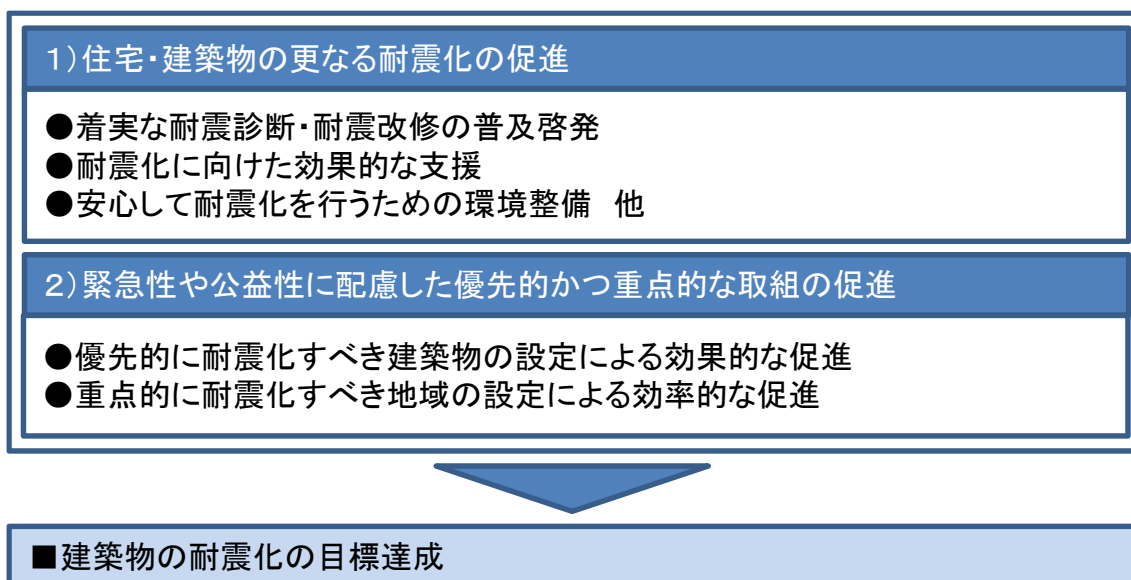 1)住宅・建築物の更なる耐震化の促進
●着実な耐震診断・耐震改修の普及啓発
●耐震化に向けた効果的な支援
●安心して耐震化を行うための環境整備　他
2)緊急性や公益性に配慮した優先的かつ重点的な取組の促進
●優先的に耐震化すべき建築物の設定による効果的な促進
●重点的に耐震化すべき地域の設定による効率的な促進
■建築物の耐震化の目標達成